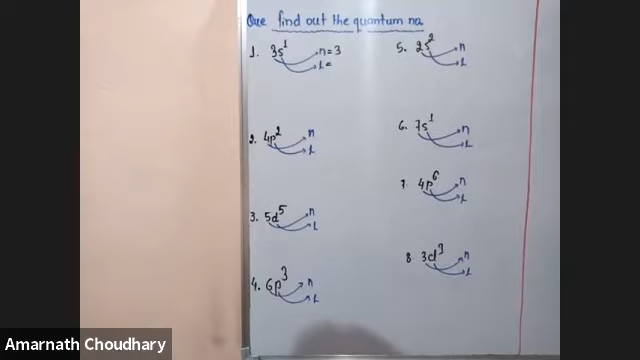 Que find out the quantum no.
1. 3s¹ n = 3
l =
2. 4p² n
l
3. 5d⁵ n
l
4. 6p³ n
l
5. 2s² n
l
6. 7s¹ n
l
7. 4p⁶ n
l
8 3d³ n
l
Amarnath Choudhary